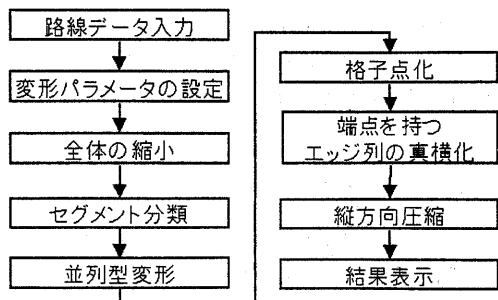 路線データ入力
変形パラメータの設定
全体の縮小
セグメント分類
並列型変形
格子点化
端点を持つ
エッジ列の真横化
縦方向圧縮
結果表示